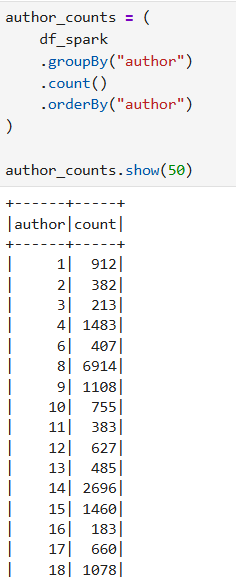 author_counts = (
    df_spark
    .groupBy("author")
    .count()
    .orderBy("author")
)

author_counts.show(50)
+------+-----+
|author|count|
+------+-----+
|     1|  912|
|     2|  382|
|     3|  213|
|     4| 1483|
|     6|  407|
|     8| 6914|
|     9| 1108|
|    10|  755|
|    11|  383|
|    12|  627|
|    13|  485|
|    14| 2696|
|    15| 1460|
|    16|  183|
|    17|  660|
|    18| 1078|